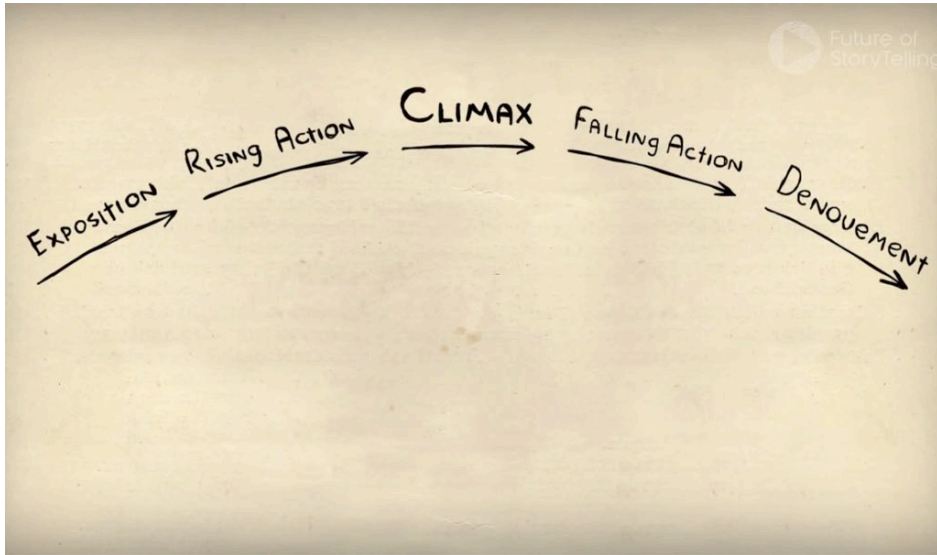 Future of
StoryTelling
CLIMAX
FALLING ACTION
RISING ACTION
DENOUEMENT
EXPOSITION